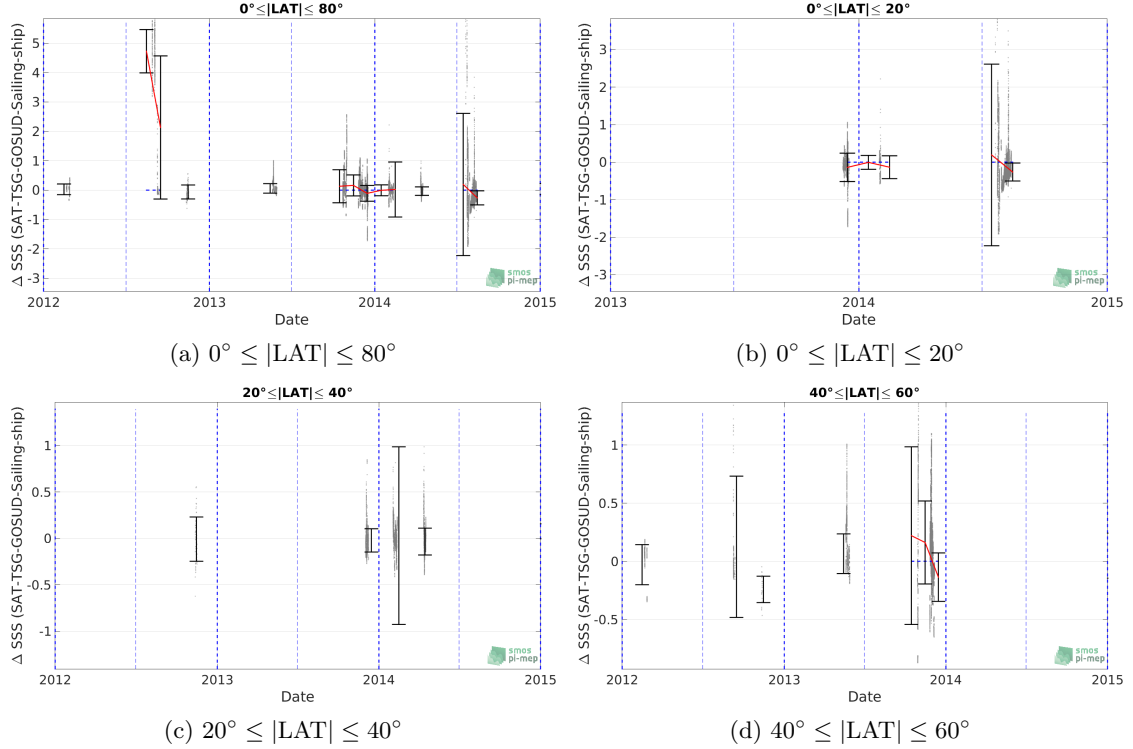 0°≤|LAT|≤ 80°
Δ SSS (SAT-TSG-GOSUD-Sailing-ship)
5
4
3
2
1
0
-1
-2
-3
2012
2013
2014
2015
Date
smos
pi-mep
(a) 0° ≤ |LAT| ≤ 80°
0°≤|LAT|≤ 20°
Δ SSS (SAT-TSG-GOSUD-Sailing-ship)
3
2
1
0
-1
-2
-3
2013
2014
2015
Date
smos
pi-mep
(b) 0° ≤ |LAT| ≤ 20°
20°≤|LAT|≤ 40°
Δ SSS (SAT-TSG-GOSUD-Sailing-ship)
1
0.5
0
-0.5
-1
2012
2013
2014
2015
Date
smos
pi-mep
(c) 20° ≤ |LAT| ≤ 40°
40°≤|LAT|≤ 60°
Δ SSS (SAT-TSG-GOSUD-Sailing-ship)
1
0.5
0
-0.5
2012
2013
2014
2015
Date
smos
pi-mep
(d) 40° ≤ |LAT| ≤ 60°